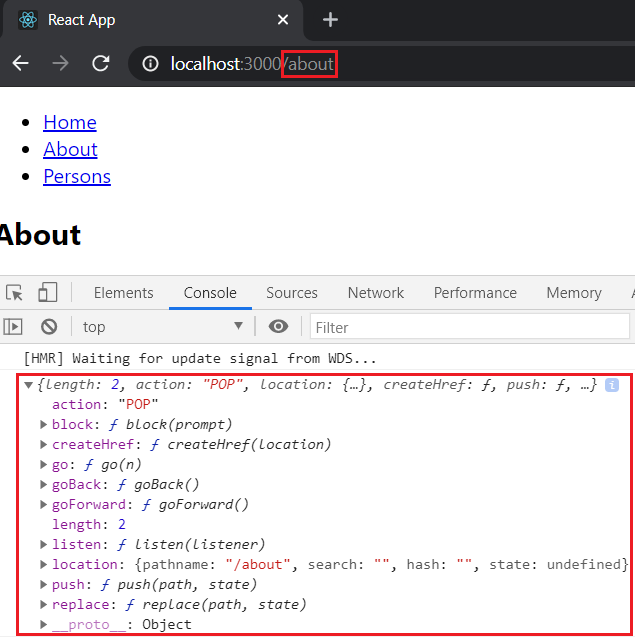 React App
localhost:3000/about
Home
About
Persons
About
Elements Console Sources Network Performance Memory
top Filter
[HMR] Waiting for update signal from WDS...
{length: 2, action: "POP", location: {…}, createHref: ƒ, push: ƒ, …} i
action: "POP"
block: ƒ block(prompt)
createHref: ƒ createHref(location)
go: ƒ go(n)
goBack: ƒ goBack()
goForward: ƒ goForward()
length: 2
listen: ƒ listen(listener)
location: {pathname: "/about", search: "", hash: "", state: undefined}
push: ƒ push(path, state)
replace: ƒ replace(path, state)
__proto__: Object